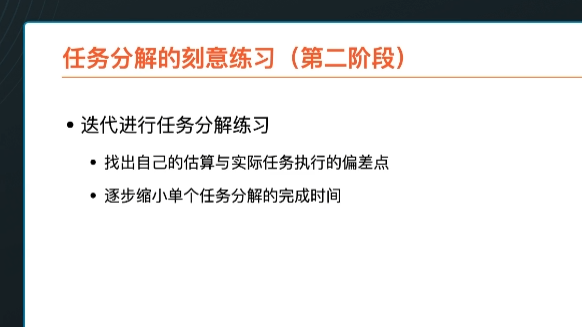 任务分解的刻意练习（第二阶段）
• 迭代进行任务分解练习
• 找出自己的估算与实际任务执行的偏差点
• 逐步缩小单个任务分解的完成时间